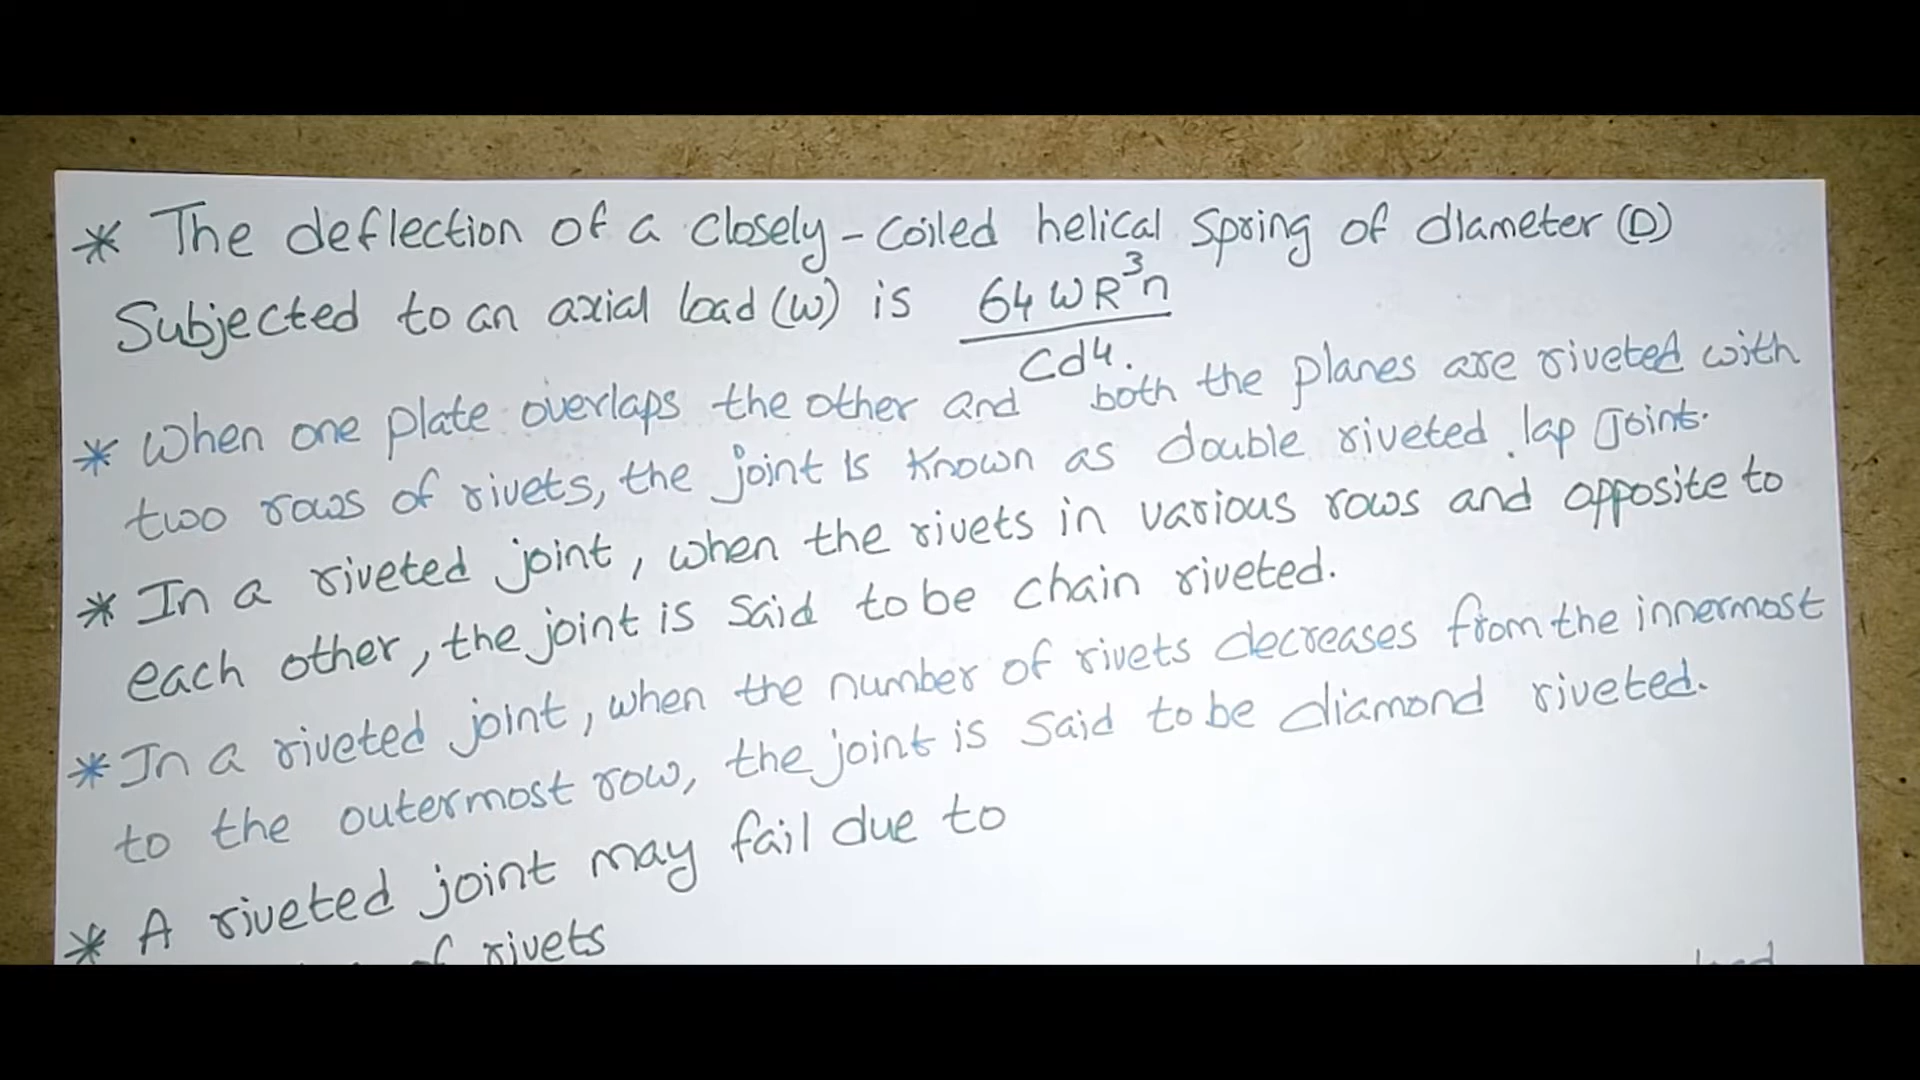 * The deflection of a closely-coiled helical spring of diameter (D)
Subjected to an axial load (W) is 64WR³n / Cd⁴.
* When one plate overlaps the other and both the planes are riveted with
two rows of rivets, the joint is known as double riveted lap joint.
* In a riveted joint, when the rivets in various rows and opposite to
each other, the joint is said to be chain riveted.
* In a riveted joint, when the number of rivets decreases from the innermost
to the outermost row, the joint is said to be diamond riveted.
* A riveted joint may fail due to
of rivets